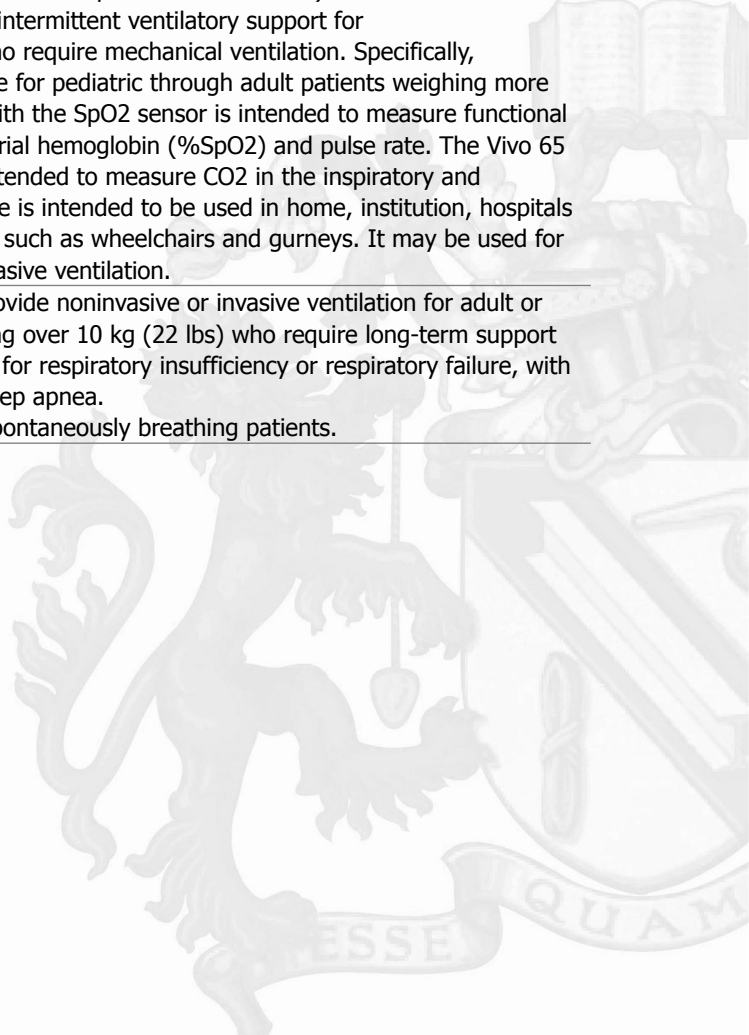 intermittent ventilatory support for
o require mechanical ventilation. Specifically,
e for pediatric through adult patients weighing more
ith the SpO2 sensor is intended to measure functional
rial hemoglobin (%SpO2) and pulse rate. The Vivo 65
tended to measure CO2 in the inspiratory and
e is intended to be used in home, institution, hospitals
such as wheelchairs and gurneys. It may be used for
asive ventilation.
ovide noninvasive or invasive ventilation for adult or
ng over 10 kg (22 lbs) who require long-term support
for respiratory insufficiency or respiratory failure, with
ep apnea.
pontaneously breathing patients.
ESSE QUAM